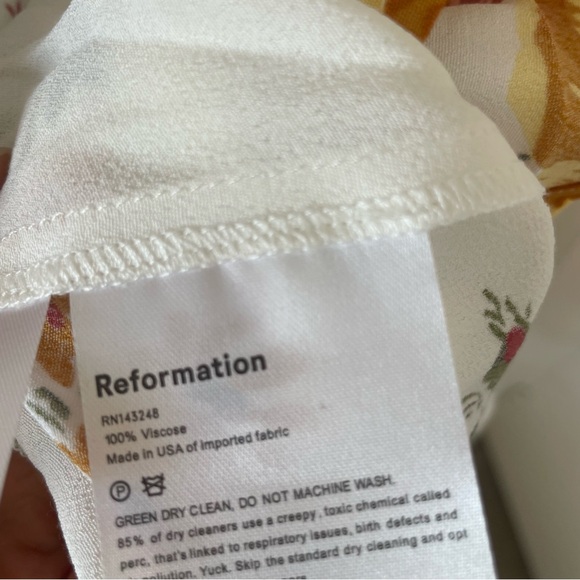 Reformation
RN143248
100% Viscose
Made in USA of imported fabric
P
GREEN DRY CLEAN, DO NOT MACHINE WASH.
85% of dry cleaners use a creepy, toxic chemical called
perc, that's linked to respiratory issues, birth defects and
pollution. Yuck. Skip the standard dry cleaning and opt